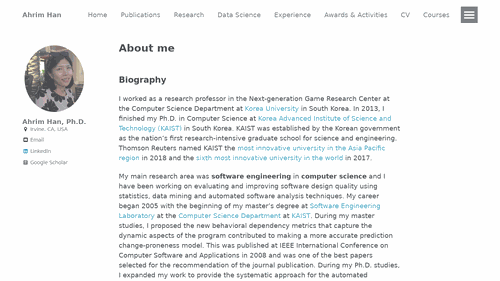 Ahrim Han
Home Publications Research Data Science Experience Awards & Activities CV Courses
About me
Ahrim Han, Ph.D.
Irvine, CA, USA
Email
LinkedIn
Google Scholar
Biography
I worked as a research professor in the Next-generation Game Research Center at
the Computer Science Department at Korea University in South Korea. In 2013, I
finished my Ph.D. in Computer Science at Korea Advanced Institute of Science and
Technology (KAIST) in South Korea. KAIST was established by the Korean government
as the nation's first research-intensive graduate school for science and engineering.
Thomson Reuters named KAIST the most innovative university in the Asia Pacific
region in 2018 and the sixth most innovative university in the world in 2017.
My main research area was software engineering in computer science and I
have been working on evaluating and improving software design quality using
statistics, data mining and automated software analysis techniques. My career
began 2005 with the beginning of my master's degree at Software Engineering
Laboratory at the Computer Science Department at KAIST. During my master
studies, I proposed the new behavioral dependency metrics that capture the
dynamic aspects of the program contributed to making a more accurate prediction
change-proneness model. This was published at IEEE International Conference on
Computer Software and Applications in 2008 and was one of the best papers
selected for the recommendation of the journal publication. During my Ph.D. studies,
I expanded my work to provide the systematic approach for the automated